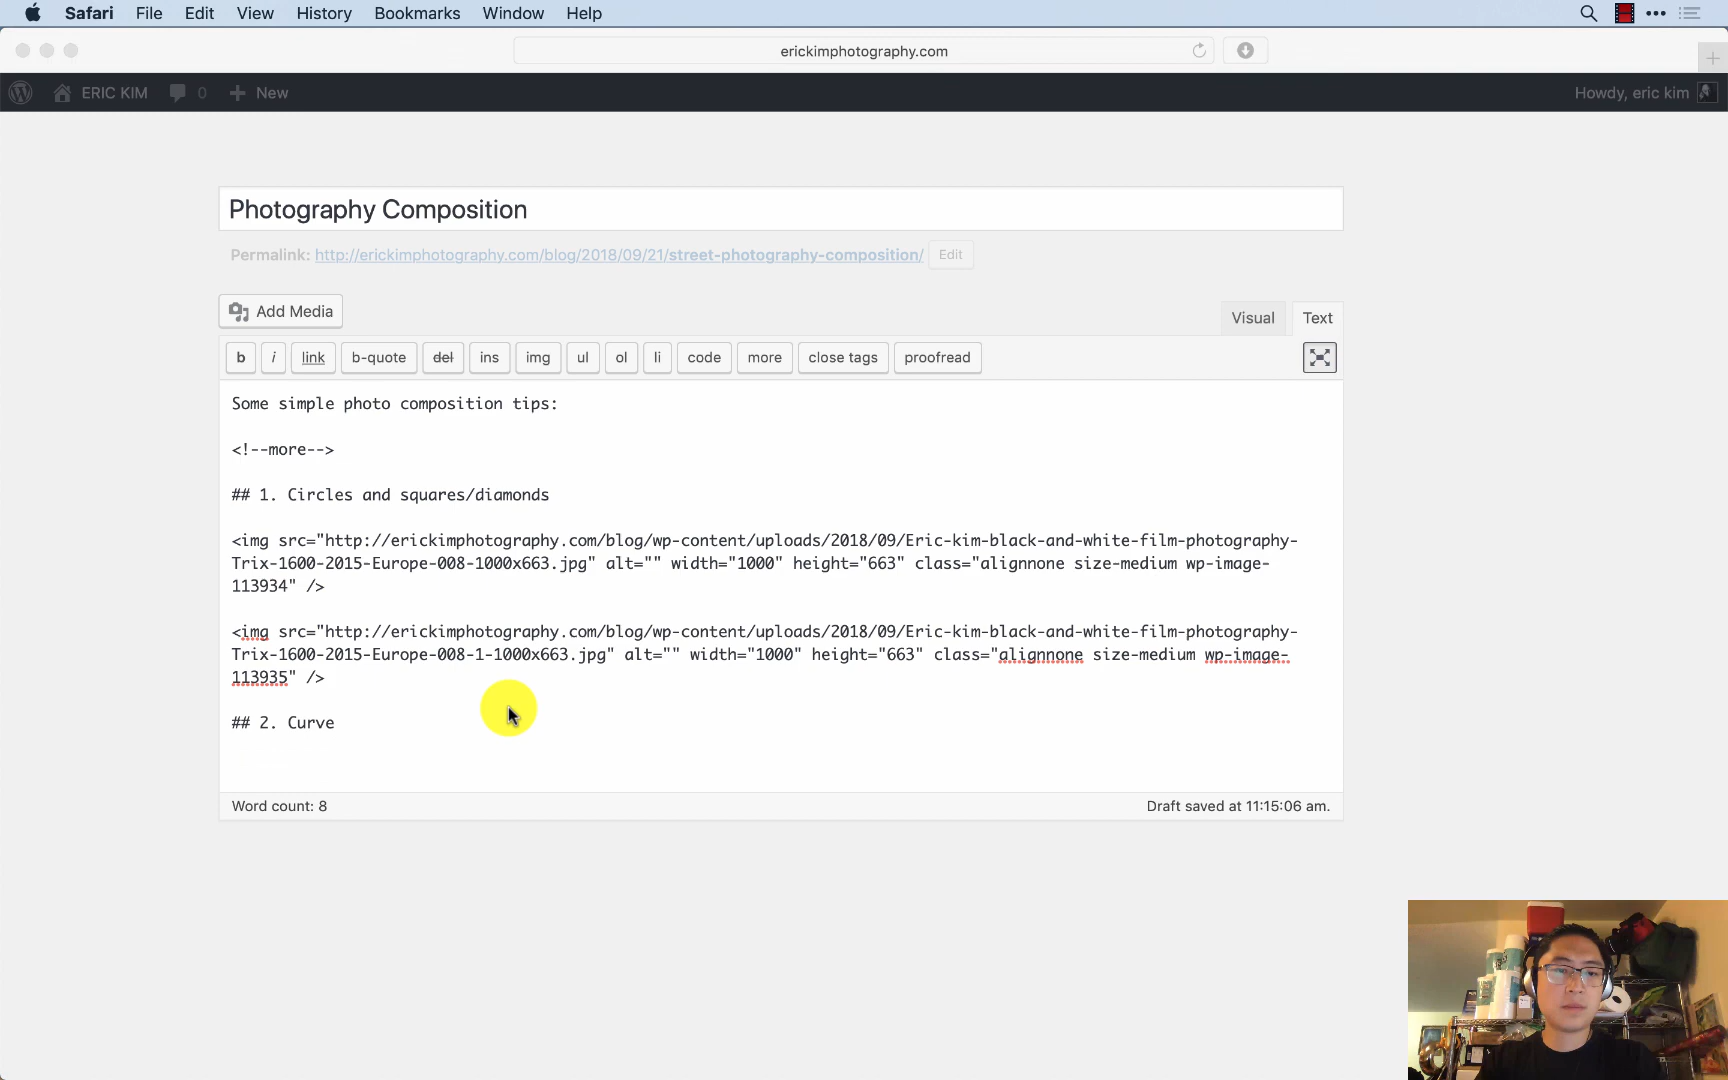 Safari File Edit View History Bookmarks Window Help
erickimphotography.com
ERIC KIM 0 New Howdy, eric kim
Photography Composition
Permalink: http://erickimphotography.com/blog/2018/09/21/street-photography-composition/ Edit
Add Media
Visual Text
b i link b-quote del ins img ul ol li code more close tags proofread
Some simple photo composition tips:
<!--more-->
## 1. Circles and squares/diamonds
<img src="http://erickimphotography.com/blog/wp-content/uploads/2018/09/Eric-kim-black-and-white-film-photography-
Trix-1600-2015-Europe-008-1000x663.jpg" alt="" width="1000" height="663" class="alignnone size-medium wp-image-
113934" />
<img src="http://erickimphotography.com/blog/wp-content/uploads/2018/09/Eric-kim-black-and-white-film-photography-
Trix-1600-2015-Europe-008-1-1000x663.jpg" alt="" width="1000" height="663" class="alignnone size-medium wp-image-
113935" />
## 2. Curve
Word count: 8 Draft saved at 11:15:06 am.